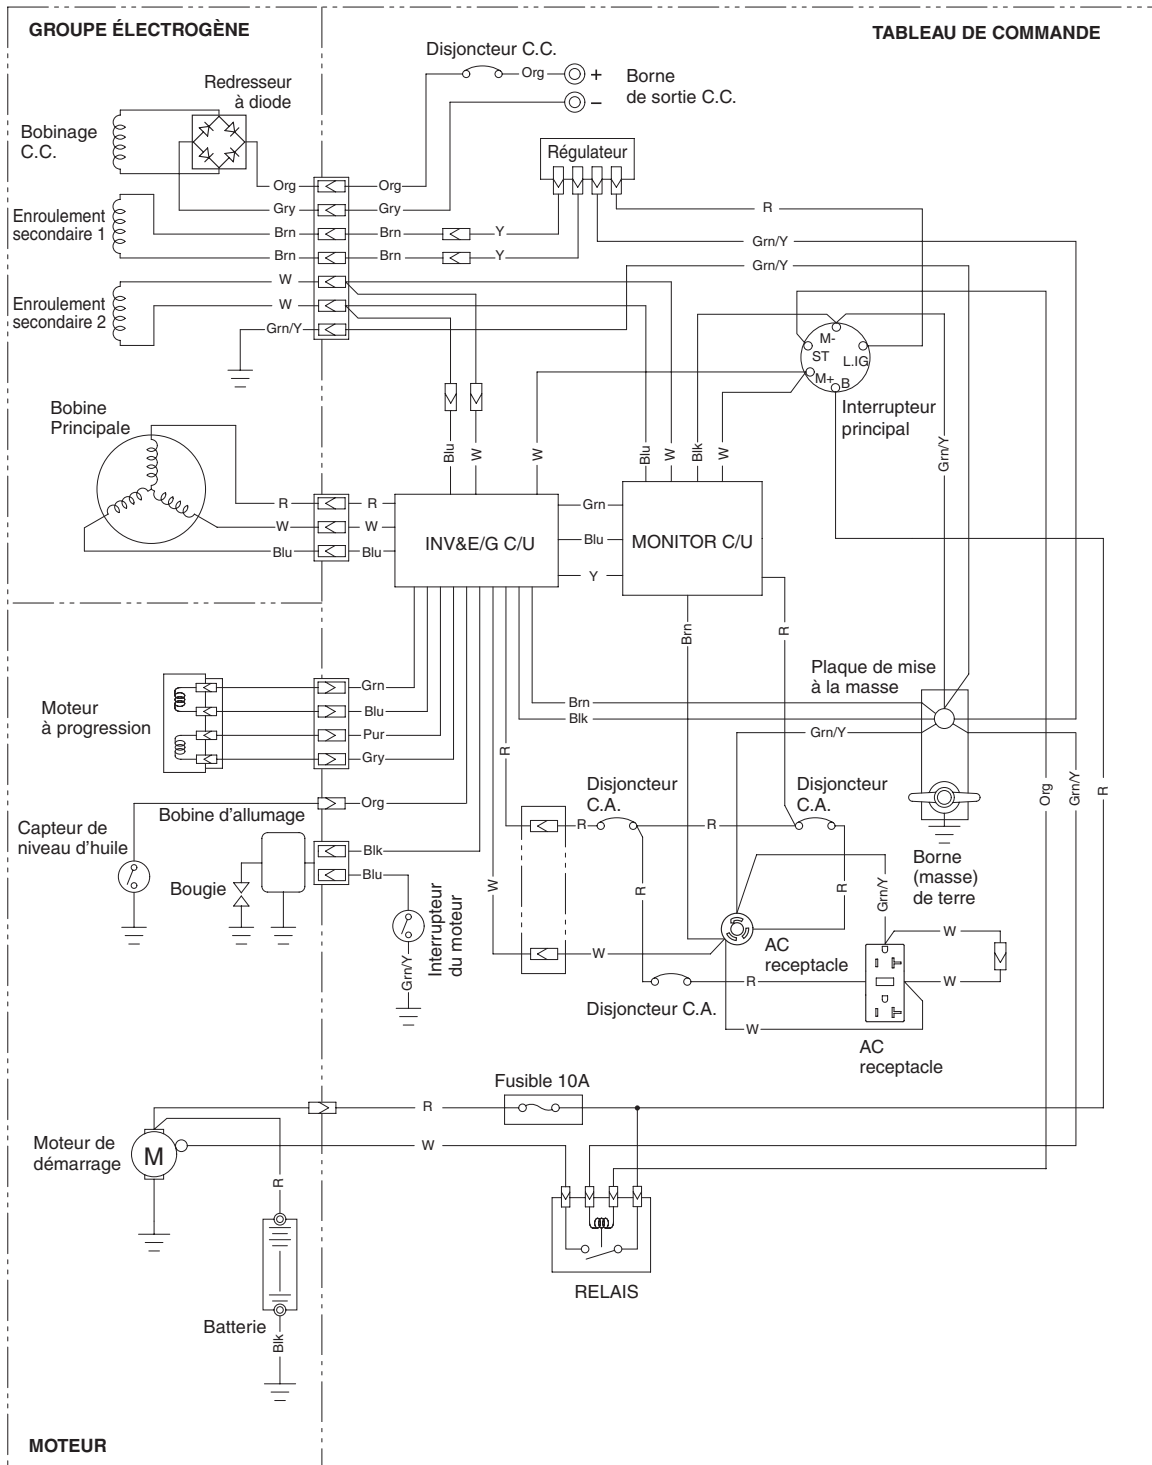 GROUPE ÉLECTROGÈNE
TABLEAU DE COMMANDE
Disjoncteur C.C.
Org
+
−
Borne
de sortie C.C.
Redresseur
à diode
Bobinage
C.C.
Régulateur
Org
Org
Gry
Gry
R
Enroulement
secondaire 1
Brn
Brn
Y
Grn/Y
Brn
Brn
Y
Grn/Y
W
Enroulement
secondaire 2
W
Grn/Y
M-
ST
L.IG
M+
B
Interrupteur
principal
Bobine
Principale
Blu
W
W
Blu
W
Blk
W
Grn/Y
R
R
W
W
Blu
Blu
INV&E/G C/U
Grn
Blu
Y
MONITOR C/U
Brn
R
Plaque de mise
à la masse
Moteur
à progression
Grn
Blu
Pur
Gry
Brn
Blk
Grn/Y
R
Org
Grn/Y
R
Disjoncteur
C.A.
Disjoncteur
C.A.
Org
Bobine d'allumage
Capteur de
niveau d'huile
R
R
Blk
Blu
Bougie
Interrupteur
du moteur
Grn/Y
W
R
R
Grn/Y
Borne
(masse)
de terre
W
AC
receptacle
W
R
W
Disjoncteur C.A.
W
AC
receptacle
Fusible 10A
R
Moteur de
démarrage
M
W
R
RELAIS
Batterie
Blk
MOTEUR